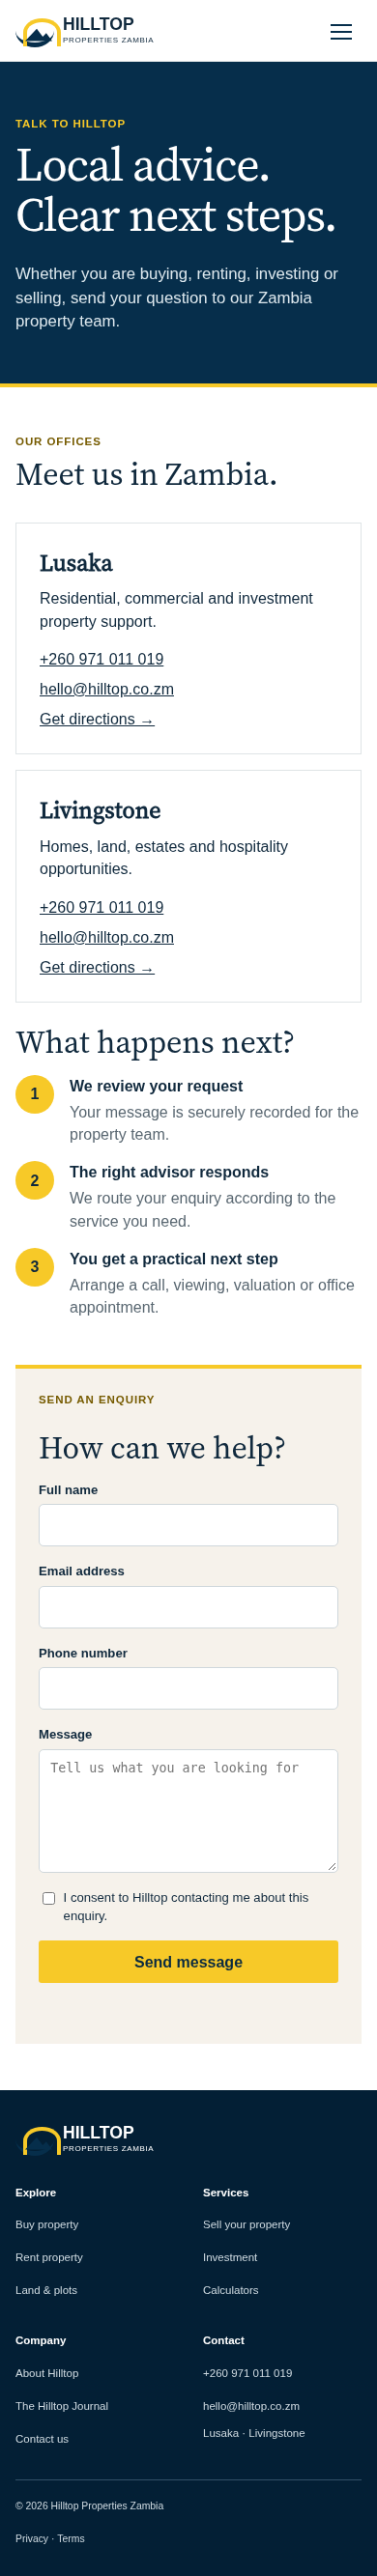 HILLTOP
PROPERTIES ZAMBIA
TALK TO HILLTOP
Local advice.
Clear next steps.
Whether you are buying, renting, investing or
selling, send your question to our Zambia
property team.
OUR OFFICES
Meet us in Zambia.
Lusaka
Residential, commercial and investment
property support.
+260 971 011 019
hello@hilltop.co.zm
Get directions →
Livingstone
Homes, land, estates and hospitality
opportunities.
+260 971 011 019
hello@hilltop.co.zm
Get directions →
What happens next?
1
We review your request
Your message is securely recorded for the
property team.
2
The right advisor responds
We route your enquiry according to the
service you need.
3
You get a practical next step
Arrange a call, viewing, valuation or office
appointment.
SEND AN ENQUIRY
How can we help?
Full name
Email address
Phone number
Message
Tell us what you are looking for
I consent to Hilltop contacting me about this
enquiry.
Send message
HILLTOP
PROPERTIES ZAMBIA
Explore
Buy property
Rent property
Land & plots
Services
Sell your property
Investment
Calculators
Company
About Hilltop
The Hilltop Journal
Contact us
Contact
+260 971 011 019
hello@hilltop.co.zm
Lusaka · Livingstone
© 2026 Hilltop Properties Zambia
Privacy · Terms